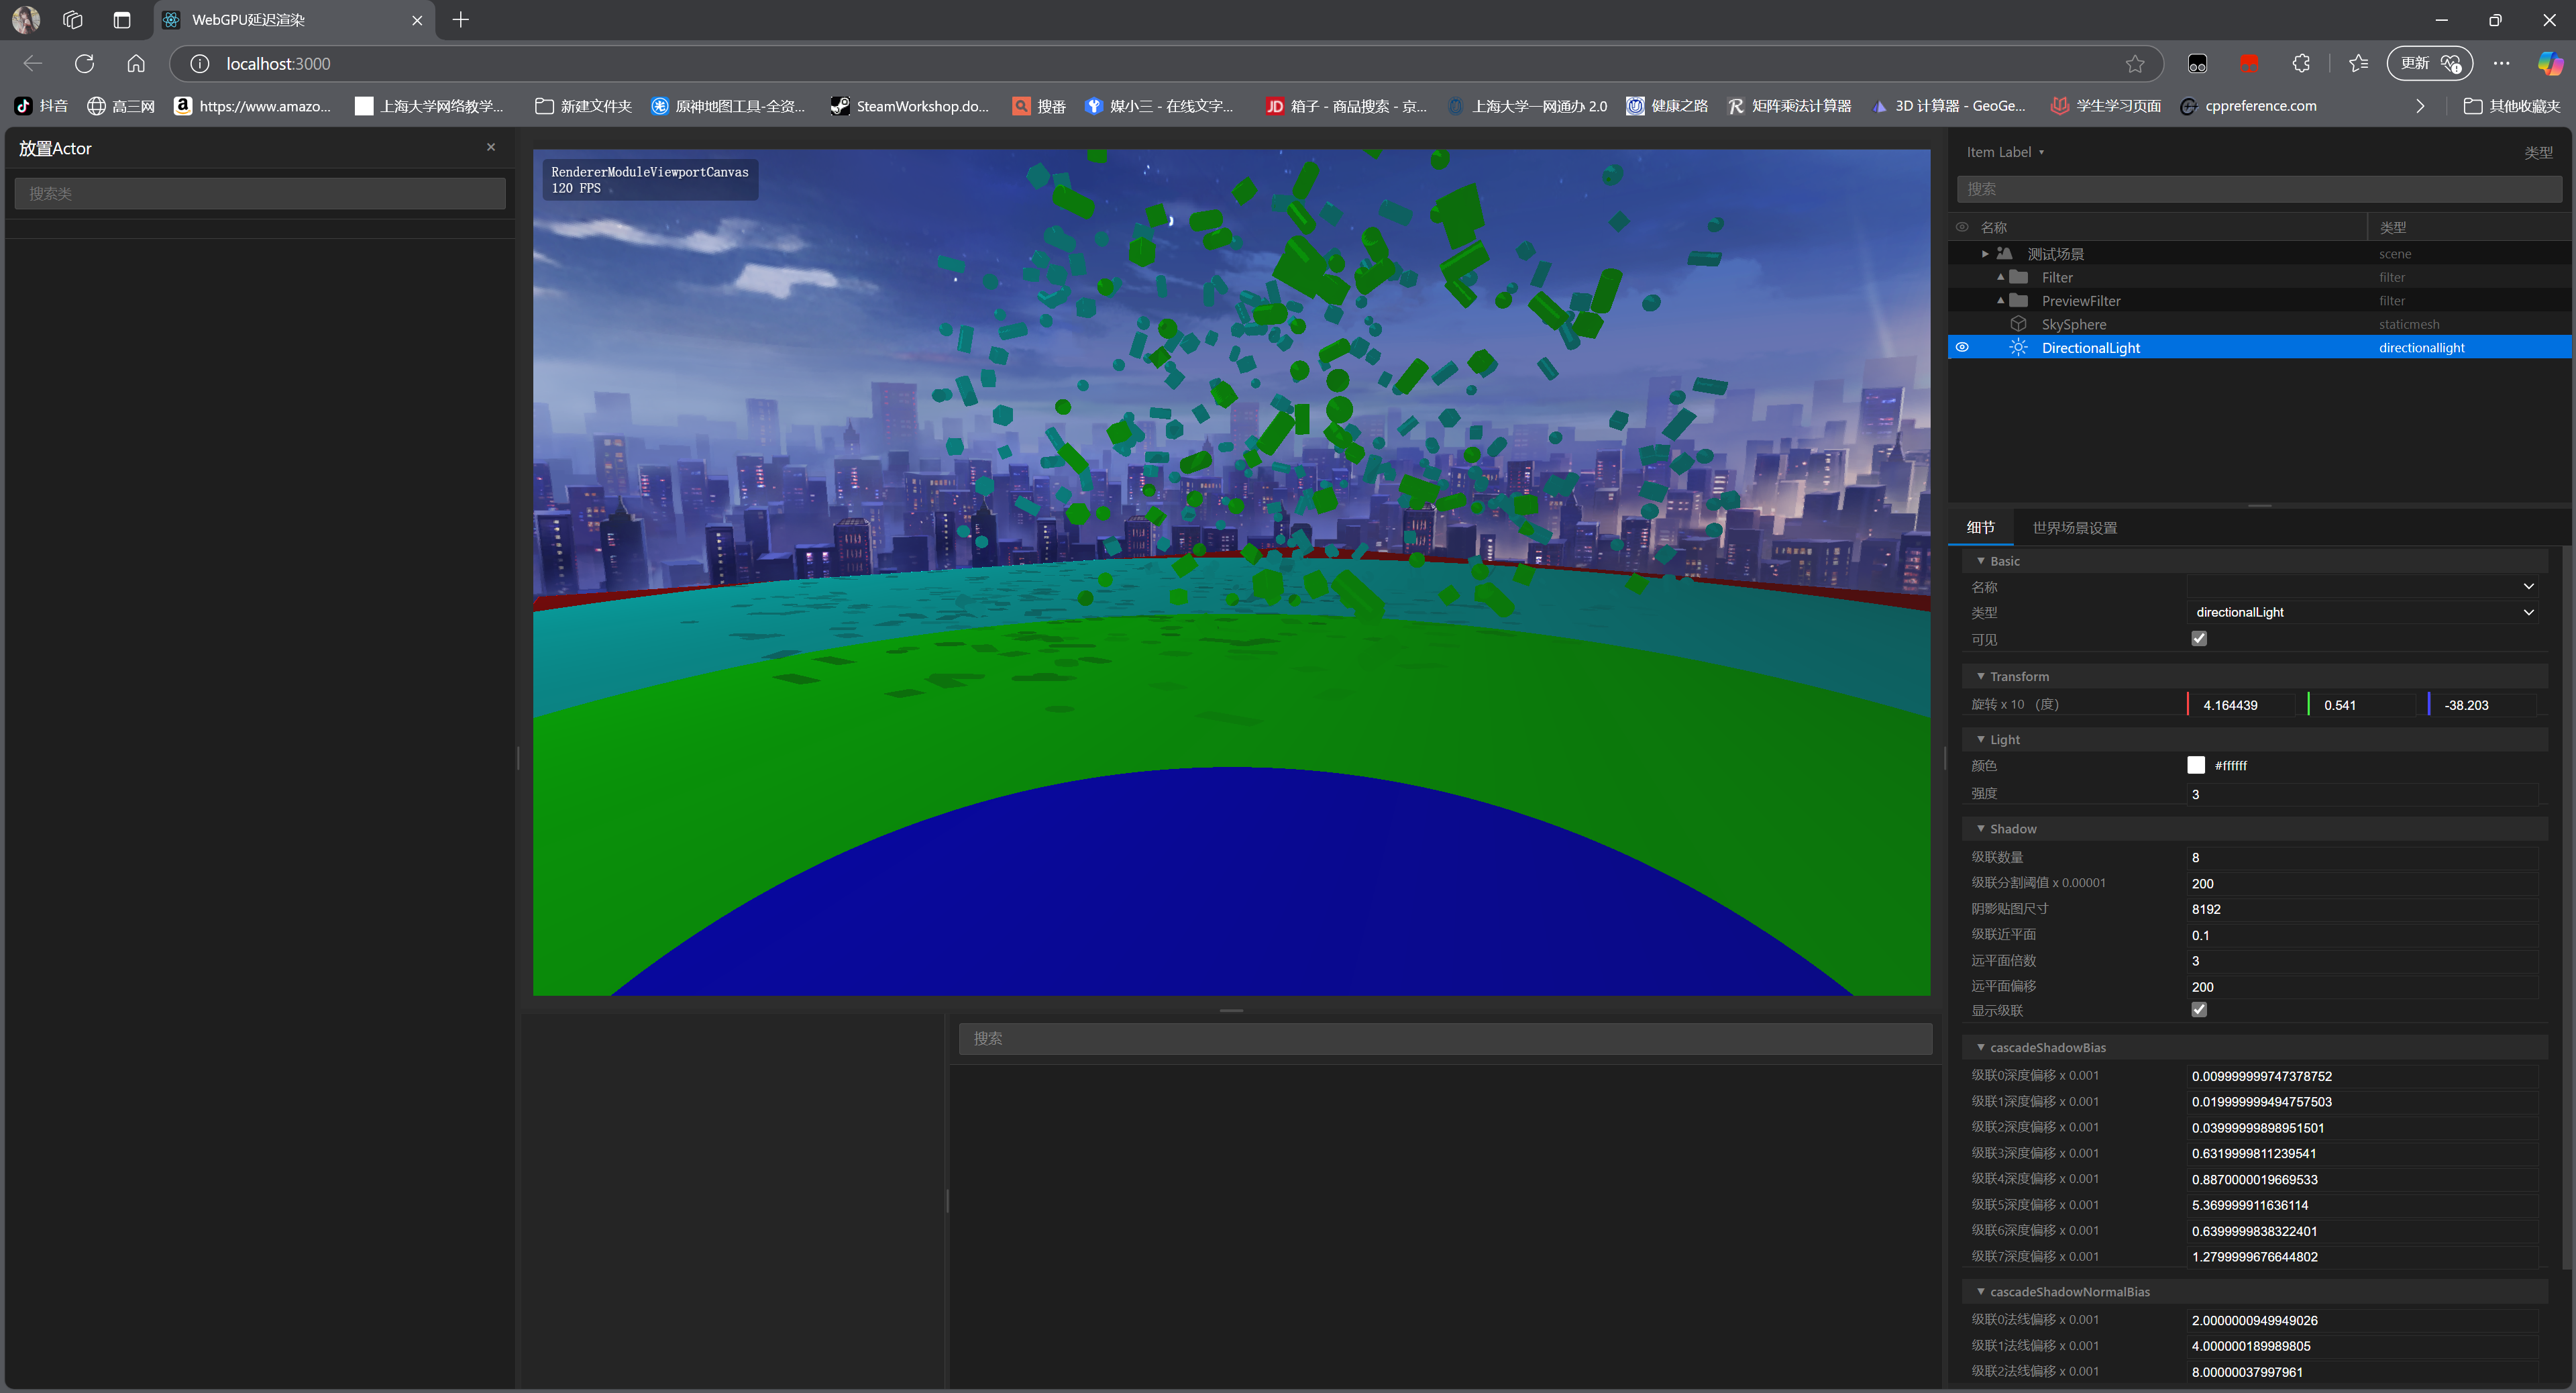 WebGPU延迟渲染
localhost:3000
更新
抖音
高三网
https://www.amazo...
上海大学网络教学...
新建文件夹
原神地图工具-全资...
SteamWorkshop.do...
搜番
媒小三 - 在线文字...
箱子 - 商品搜索 - 京...
上海大学一网通办 2.0
健康之路
矩阵乘法计算器
3D 计算器 - GeoGe...
学生学习页面
cppreference.com
其他收藏夹
放置Actor
搜索类
RendererModuleViewportCanvas
120 FPS
Item Label
类型
搜索
名称
类型
测试场景 scene
Filter filter
PreviewFilter filter
SkySphere staticmesh
DirectionalLight directionallight
细节 世界场景设置
Basic
名称
类型 directionalLight
可见
Transform
旋转 x 10 （度） 4.164439 0.541 -38.203
Light
颜色 #ffffff
强度 3
Shadow
级联数量 8
级联分割阈值 x 0.00001 200
阴影贴图尺寸 8192
级联近平面 0.1
远平面倍数 3
远平面偏移 200
显示级联
cascadeShadowBias
级联0深度偏移 x 0.001 0.009999999747378752
级联1深度偏移 x 0.001 0.019999999494757503
级联2深度偏移 x 0.001 0.03999999898951501
级联3深度偏移 x 0.001 0.6319999811239541
级联4深度偏移 x 0.001 0.8870000019669533
级联5深度偏移 x 0.001 5.369999911636114
级联6深度偏移 x 0.001 0.6399999838322401
级联7深度偏移 x 0.001 1.2799999676644802
cascadeShadowNormalBias
级联0法线偏移 x 0.001 2.0000000949949026
级联1法线偏移 x 0.001 4.000000189989805
级联2法线偏移 x 0.001 8.00000037997961
搜索